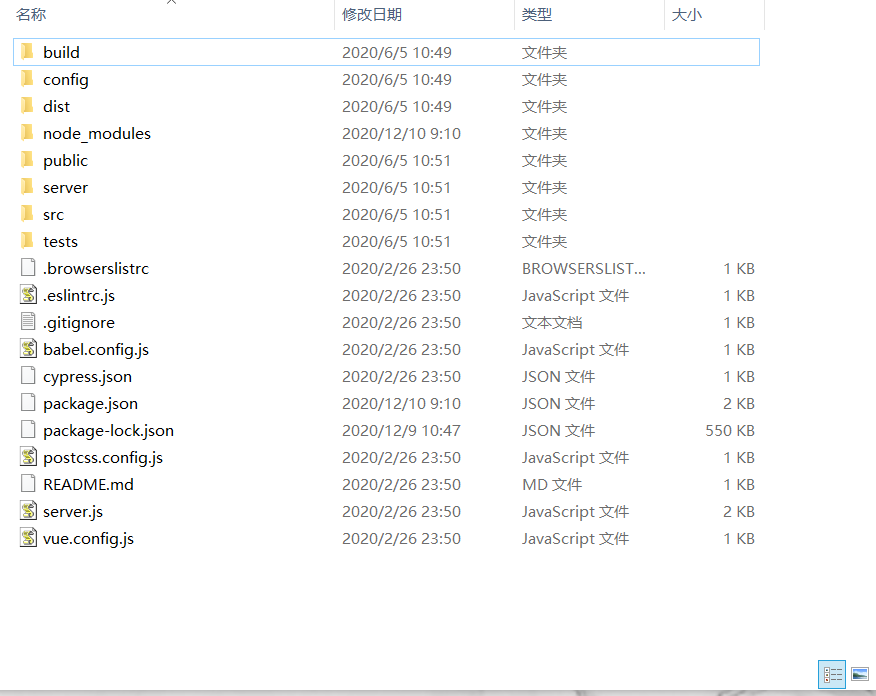 名称 修改日期 类型 大小
build 2020/6/5 10:49 文件夹
config 2020/6/5 10:49 文件夹
dist 2020/6/5 10:49 文件夹
node_modules 2020/12/10 9:10 文件夹
public 2020/6/5 10:51 文件夹
server 2020/6/5 10:51 文件夹
src 2020/6/5 10:51 文件夹
tests 2020/6/5 10:51 文件夹
.browserslistrc 2020/2/26 23:50 BROWSERSLIST... 1 KB
.eslintrc.js 2020/2/26 23:50 JavaScript 文件 1 KB
.gitignore 2020/2/26 23:50 文本文档 1 KB
babel.config.js 2020/2/26 23:50 JavaScript 文件 1 KB
cypress.json 2020/2/26 23:50 JSON 文件 1 KB
package.json 2020/12/10 9:10 JSON 文件 2 KB
package-lock.json 2020/12/9 10:47 JSON 文件 550 KB
postcss.config.js 2020/2/26 23:50 JavaScript 文件 1 KB
README.md 2020/2/26 23:50 MD 文件 1 KB
server.js 2020/2/26 23:50 JavaScript 文件 2 KB
vue.config.js 2020/2/26 23:50 JavaScript 文件 1 KB